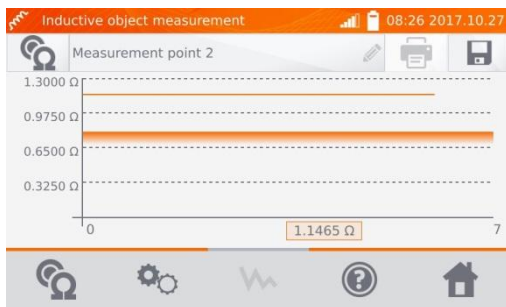 Inductive object measurement 08:26 2017.10.27
Measurement point 2
1.3000 Ω
0.9750 Ω
0.6500 Ω
0.3250 Ω
0 1.1465 Ω 7